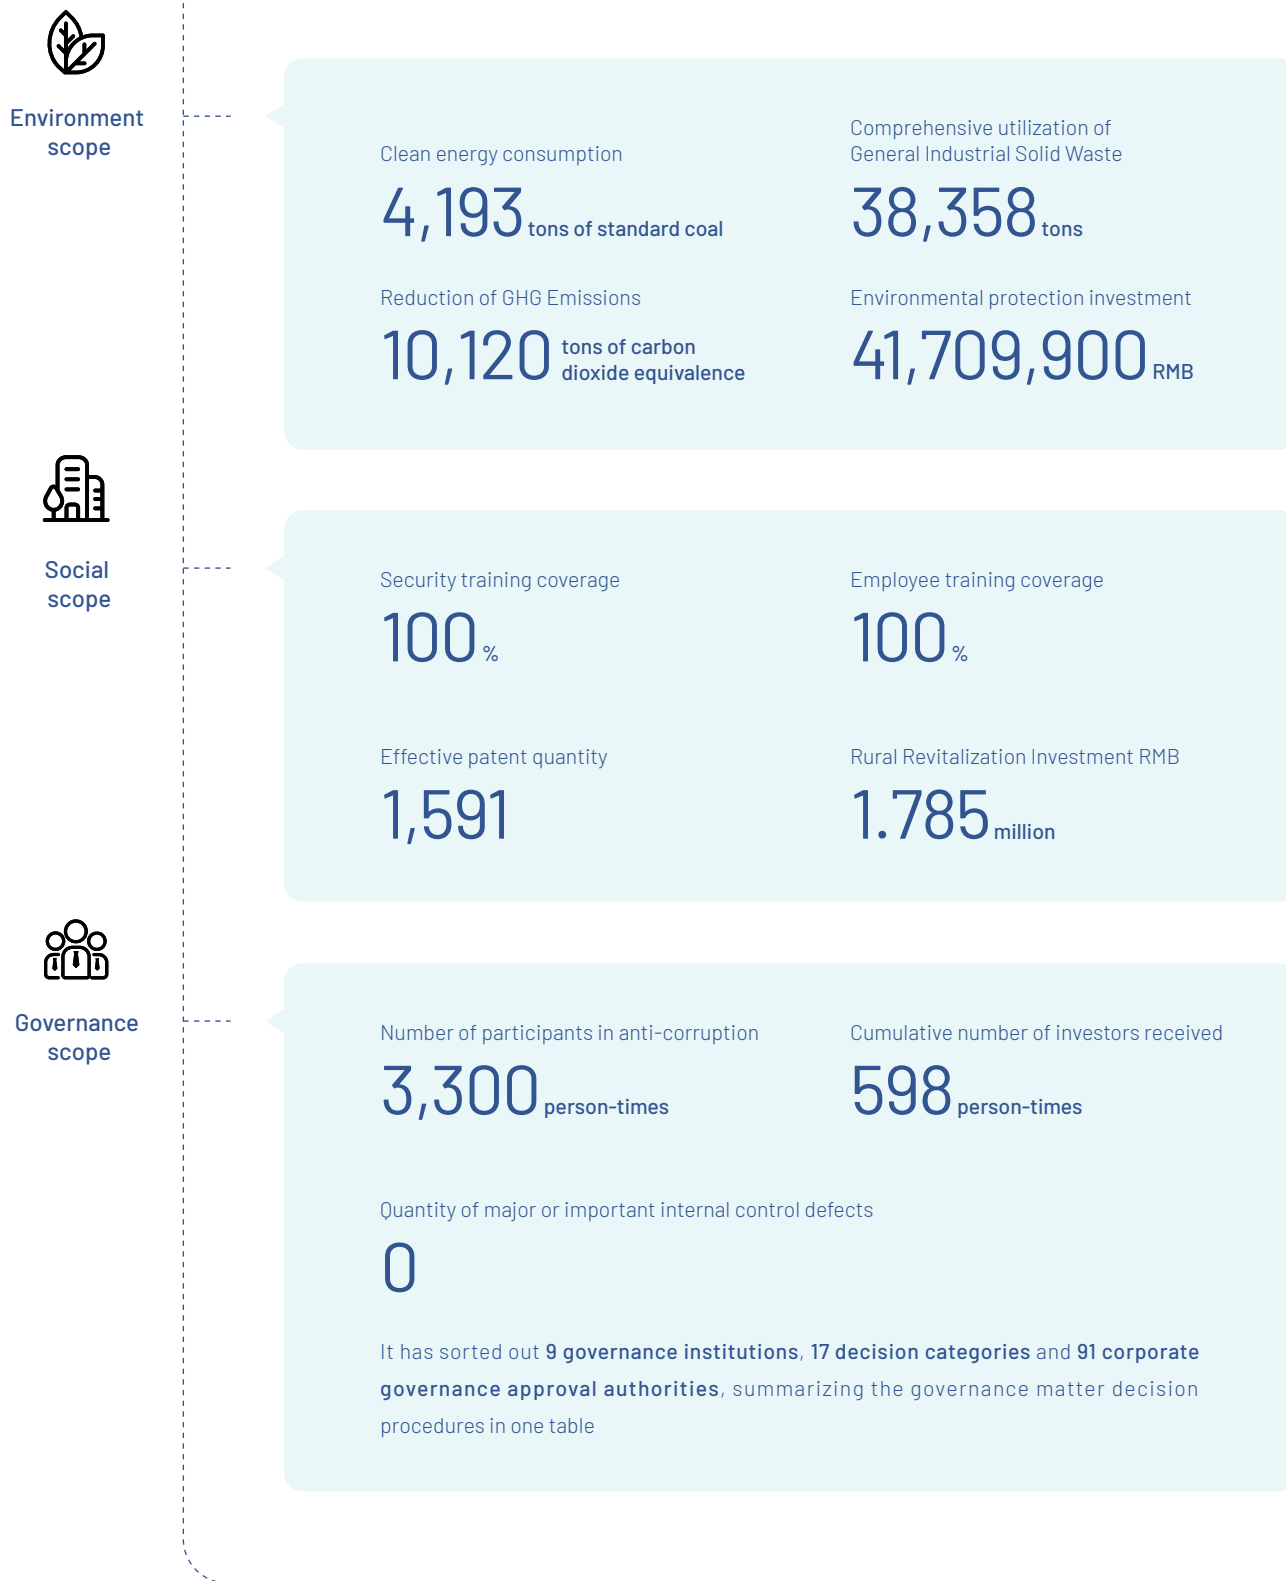 Environment
scope
Clean energy consumption
4,193 tons of standard coal
Comprehensive utilization of
General Industrial Solid Waste
38,358 tons
Reduction of GHG Emissions
10,120 tons of carbon
dioxide equivalence
Environmental protection investment
41,709,900 RMB
Social
scope
Security training coverage
100 %
Employee training coverage
100 %
Effective patent quantity
1,591
Rural Revitalization Investment RMB
1.785 million
Governance
scope
Number of participants in anti-corruption
3,300 person-times
Cumulative number of investors received
598 person-times
Quantity of major or important internal control defects
0
It has sorted out 9 governance institutions, 17 decision categories and 91 corporate
governance approval authorities, summarizing the governance matter decision
procedures in one table